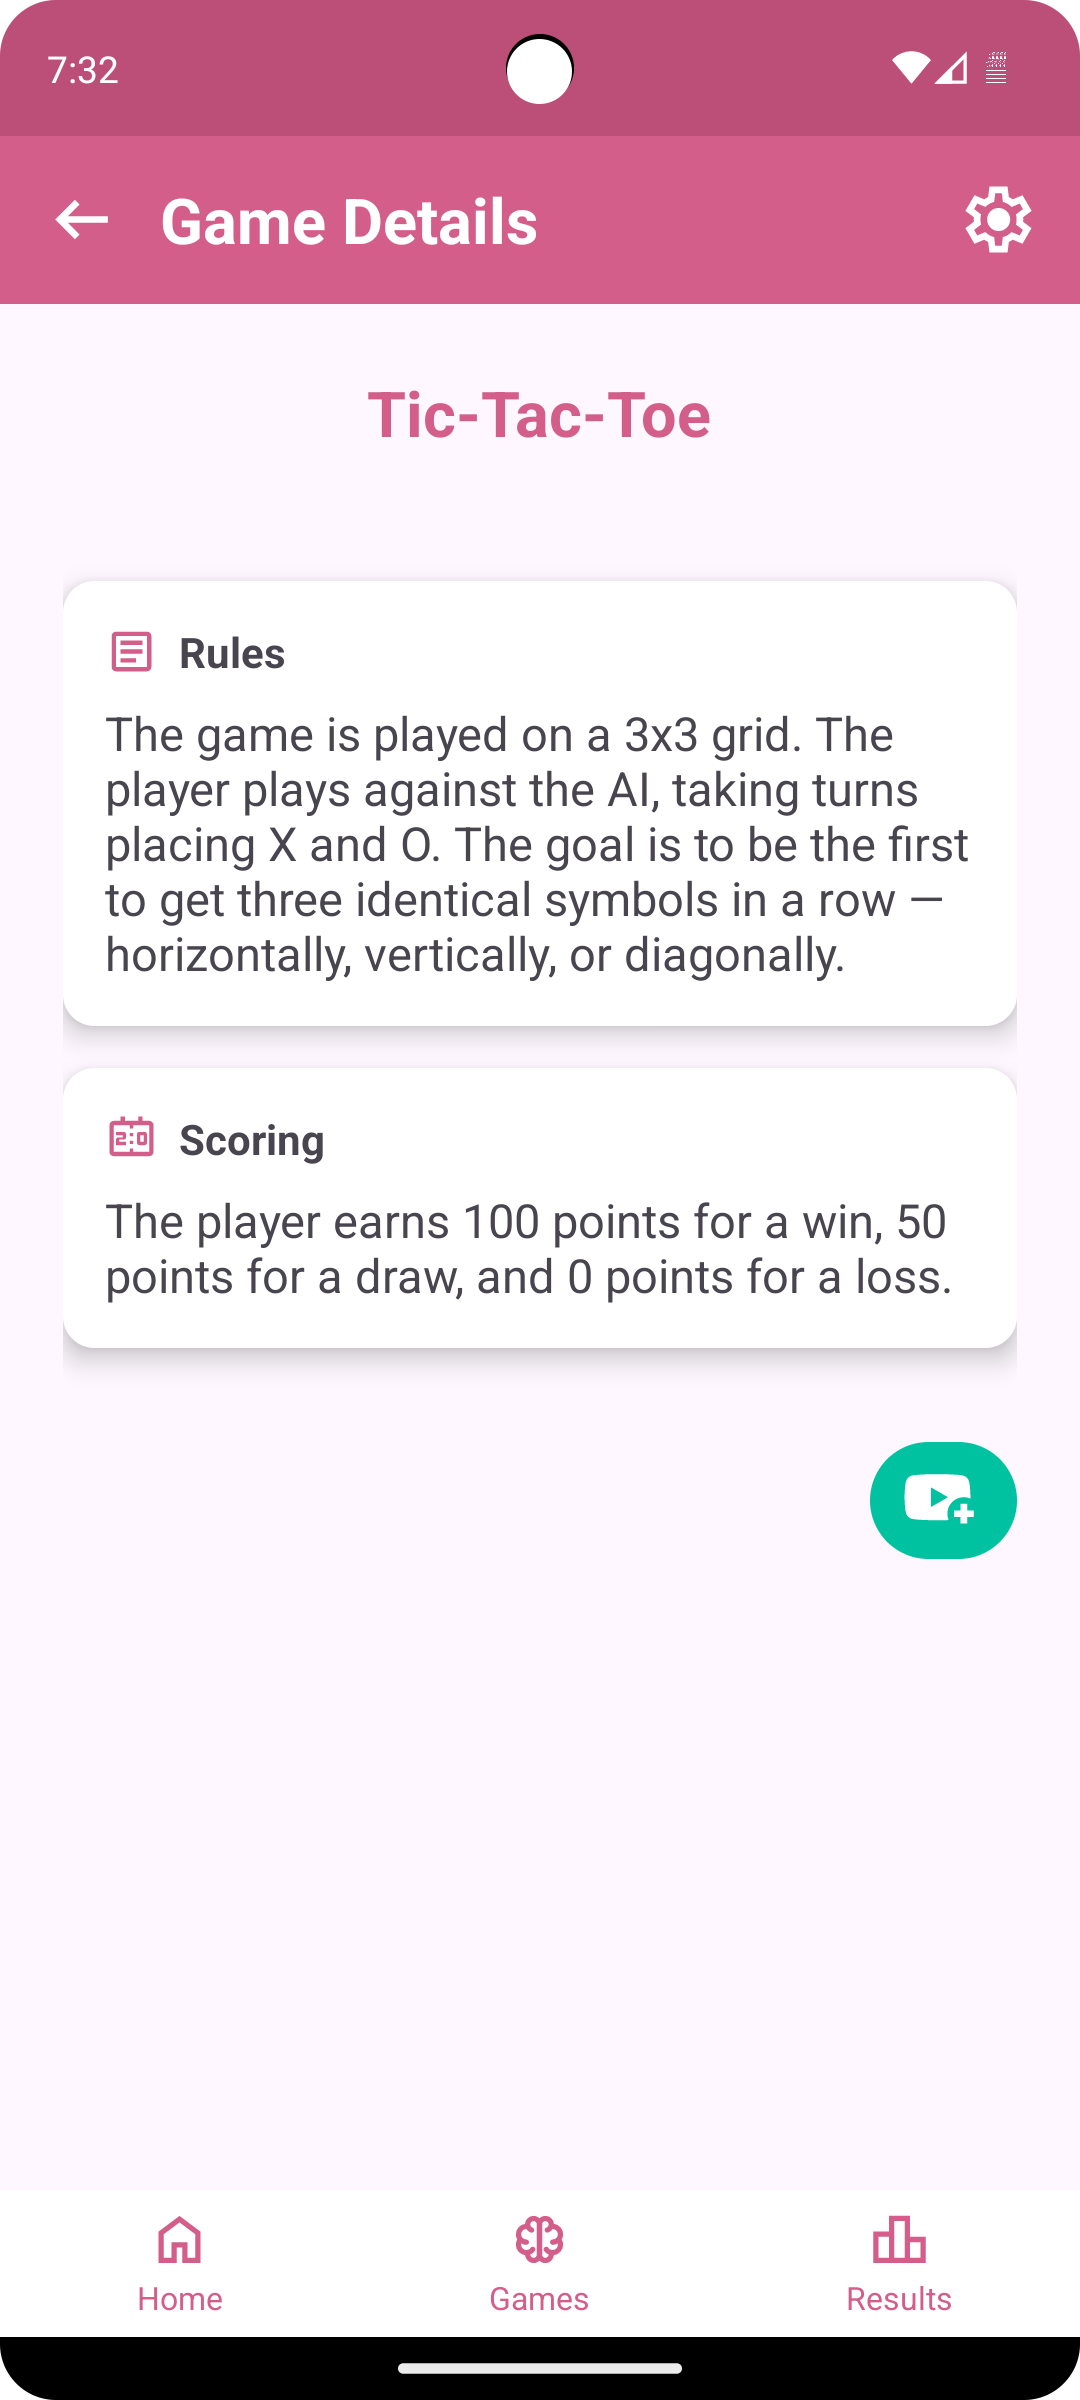 7:32
Game Details
Tic-Tac-Toe
Rules
The game is played on a 3x3 grid. The
player plays against the AI, taking turns
placing X and O. The goal is to be the first
to get three identical symbols in a row —
horizontally, vertically, or diagonally.
2:0
Scoring
The player earns 100 points for a win, 50
points for a draw, and 0 points for a loss.
Home
Games
Results